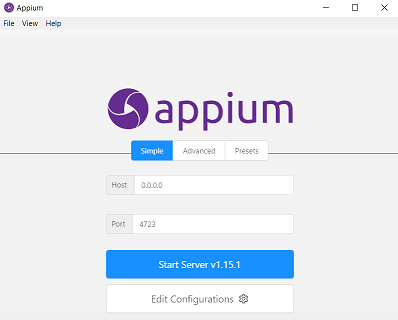 Appium
File View Help
appium
Simple Advanced Presets
Host 0.0.0.0
Port 4723
Start Server v1.15.1
Edit Configurations